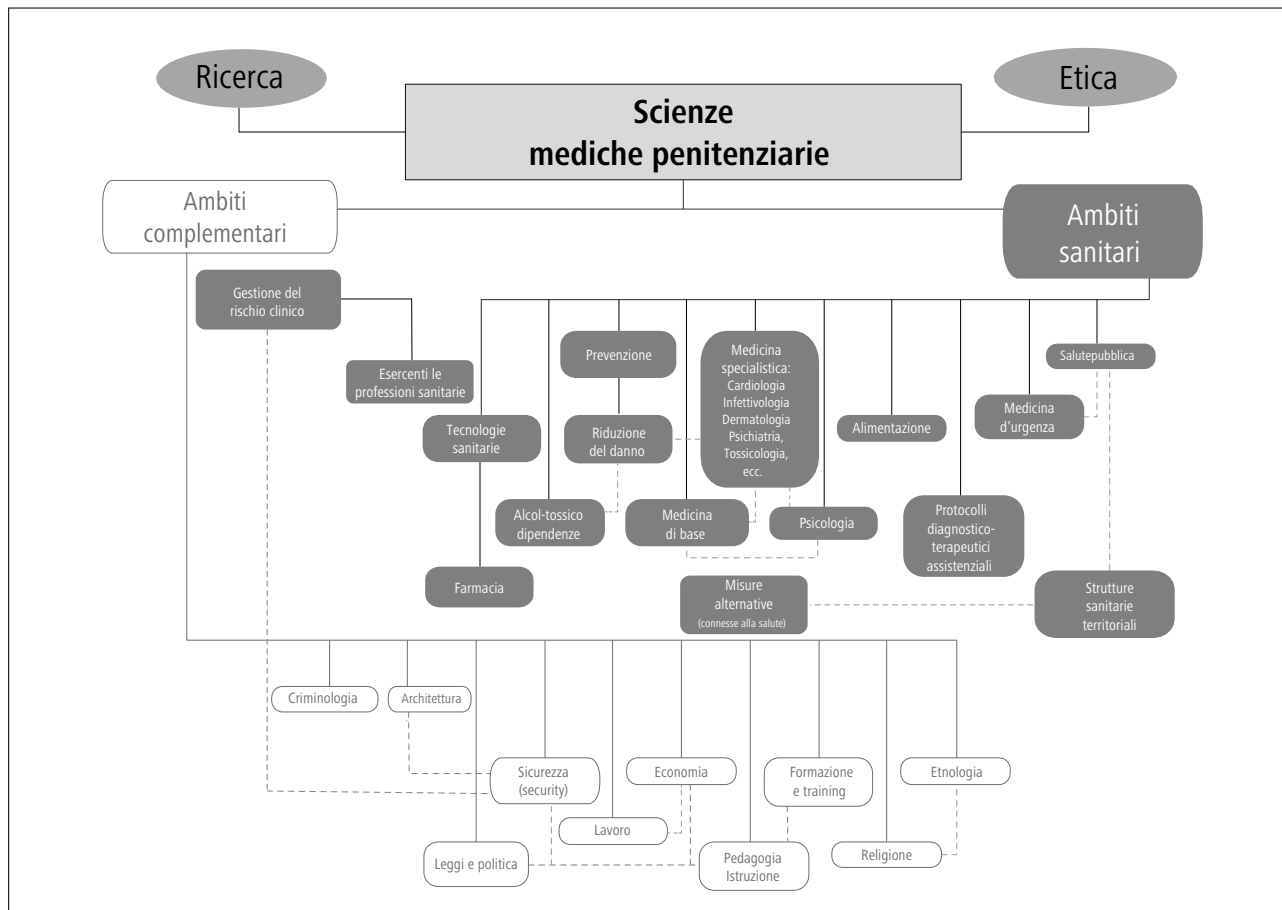 Ricerca
Etica
Scienze
mediche penitenziarie
Ambiti
complementari
Ambiti
sanitari
Gestione del
rischio clinico
Esercenti le
professioni sanitarie
Prevenzione
Medicina
specialistica:
Cardiologia
Infettivologia
Dermatologia
Psichiatria,
Tossicologia,
ecc.
Salutepubblica
Tecnologie
sanitarie
Riduzione
del danno
Alimentazione
Medicina
d'urgenza
Alcol-tossico
dipendenze
Medicina
di base
Psicologia
Protocolli
diagnostico-
terapeutici
assistenziali
Farmacia
Misure
alternative
(connesse alla salute)
Strutture
sanitarie
territoriali
Criminologia
Architettura
Sicurezza
(security)
Economia
Formazione
e training
Etnologia
Lavoro
Leggi e politica
Pedagogia
Istruzione
Religione